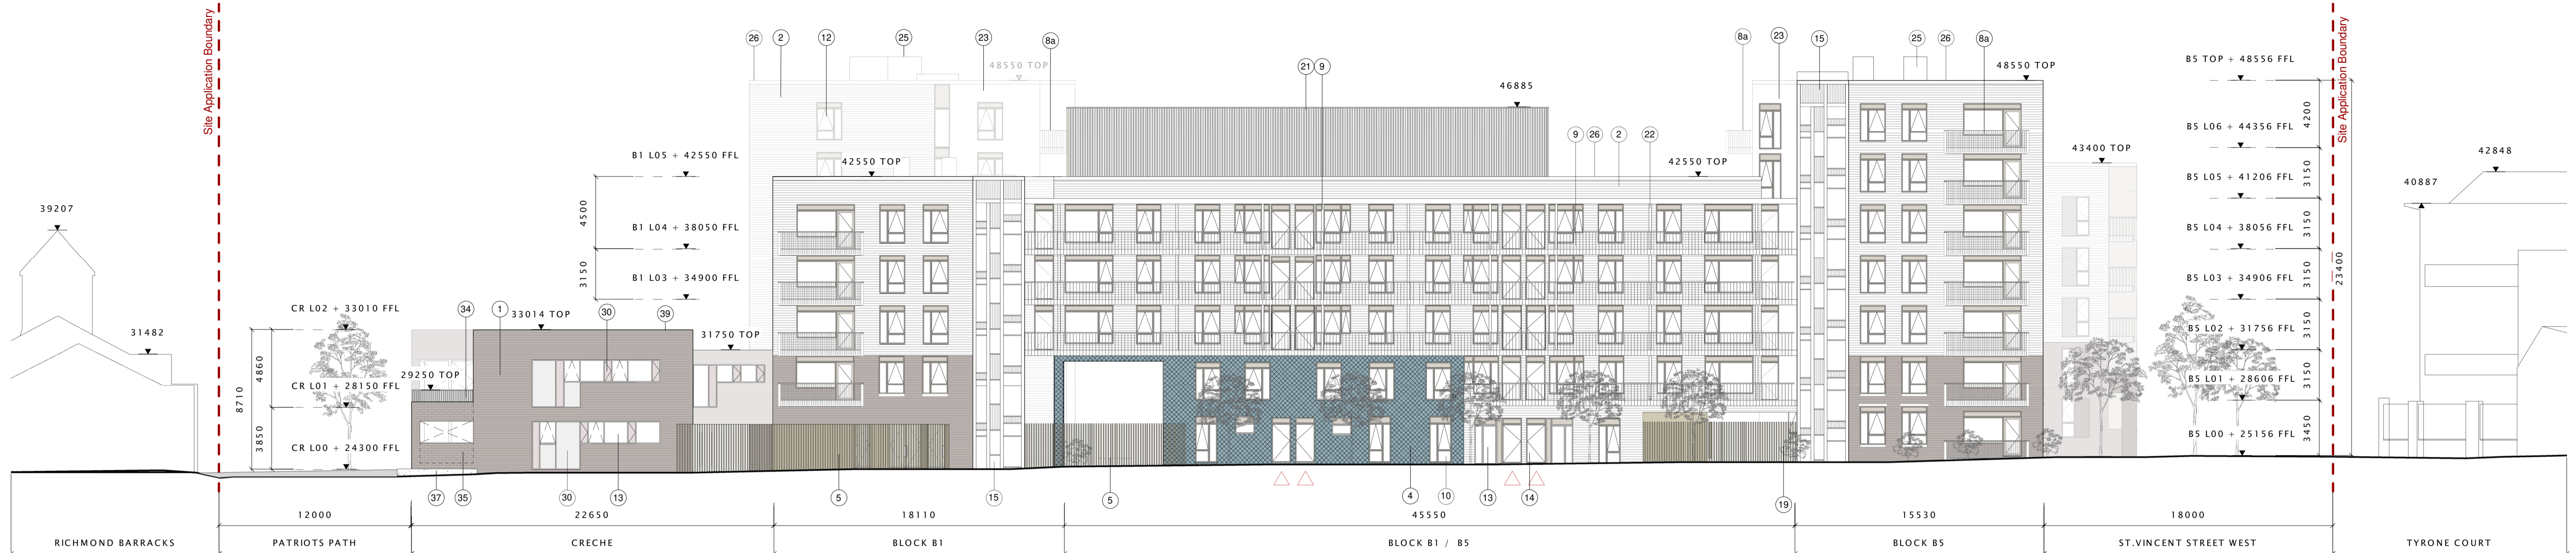 Site Application Boundary
Site Application Boundary
26
2
12
25
23
8a
21
9
8a
23
15
25
26
8a
48550 TOP
48550 TOP
B5 TOP + 48556 FFL
46885
4200
B5 L06 + 44356 FFL
9
26
2
22
B1 L05 + 42550 FFL
42550 TOP
42550 TOP
43400 TOP
42848
3150
B5 L05 + 41206 FFL
40887
39207
4500
B1 L04 + 38050 FFL
3150
B5 L04 + 38056 FFL
3150
B1 L03 + 34900 FFL
3150
B5 L03 + 34906 FFL
23400
CR L02 + 33010 FFL
34
1
33014 TOP
30
39
31482
31750 TOP
3150
B5 L02 + 31756 FFL
4860
8710
29250 TOP
CR L01 + 28150 FFL
3150
B5 L01 + 28606 FFL
3850
CR L00 + 24300 FFL
3450
B5 L00 + 25156 FFL
37
35
30
13
5
15
5
4
10
13
14
19
12000
22650
18110
45550
15530
18000
RICHMOND BARRACKS
PATRIOTS PATH
CRECHE
BLOCK B1
BLOCK B1 / B5
BLOCK B5
ST.VINCENT STREET WEST
TYRONE COURT